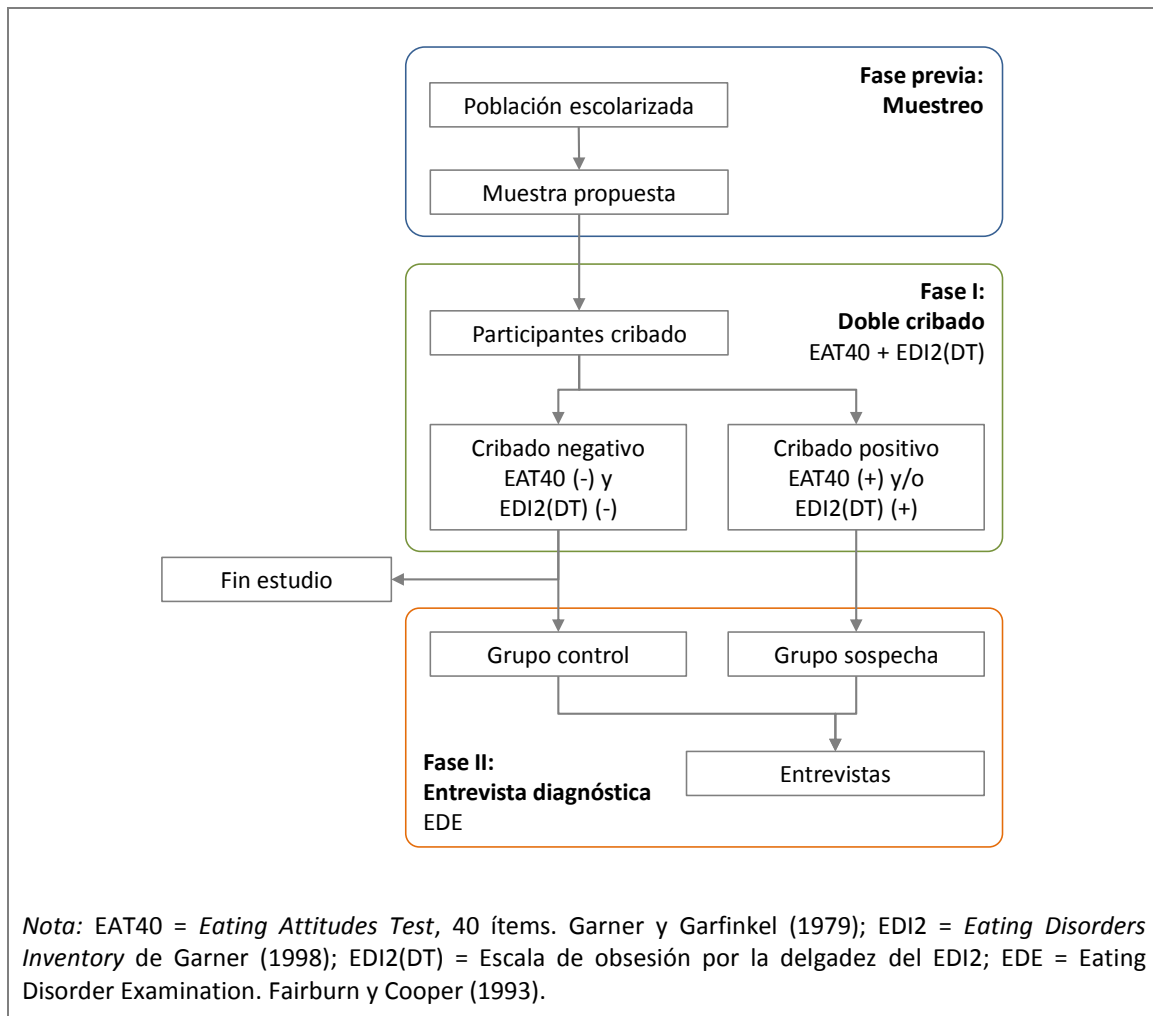 Fase previa:
Muestreo
Población escolarizada
Muestra propuesta
Fase I:
Doble cribado
EAT40 + EDI2(DT)
Participantes cribado
Cribado negativo
EAT40 (-) y
EDI2(DT) (-)
Cribado positivo
EAT40 (+) y/o
EDI2(DT) (+)
Fin estudio
Grupo control
Grupo sospecha
Fase II:
Entrevista diagnóstica
EDE
Entrevistas
Nota: EAT40 = Eating Attitudes Test, 40 ítems. Garner y Garfinkel (1979); EDI2 = Eating Disorders
Inventory de Garner (1998); EDI2(DT) = Escala de obsesión por la delgadez del EDI2; EDE = Eating
Disorder Examination. Fairburn y Cooper (1993).